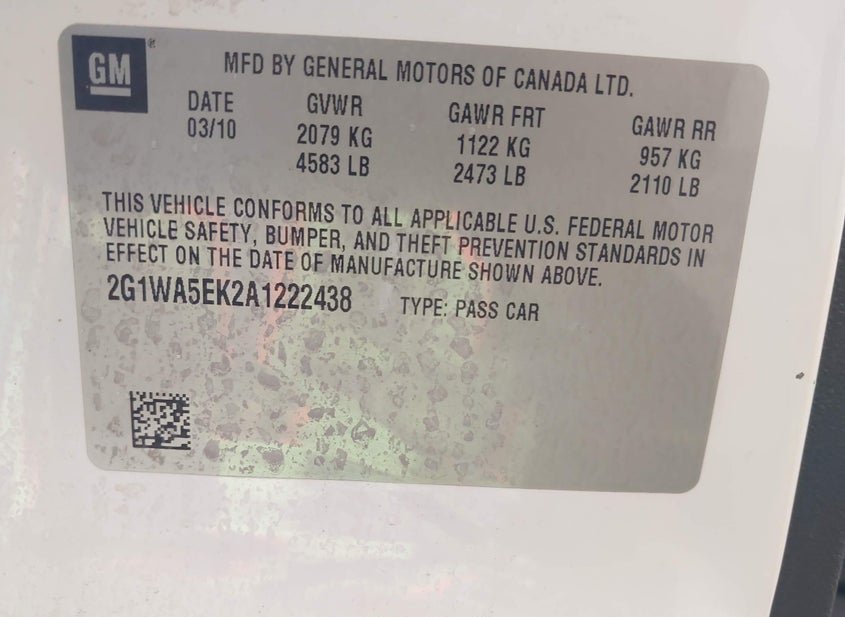 GM®
MFD BY GENERAL MOTORS OF CANADA LTD.
DATE GVWR GAWR FRT GAWR RR
03/10 2079 KG 1122 KG 957 KG
4583 LB 2473 LB 2110 LB
THIS VEHICLE CONFORMS TO ALL APPLICABLE U.S. FEDERAL MOTOR
VEHICLE SAFETY, BUMPER, AND THEFT PREVENTION STANDARDS IN
EFFECT ON THE DATE OF MANUFACTURE SHOWN ABOVE.
2G1WA5EK2A1222438 TYPE: PASS CAR